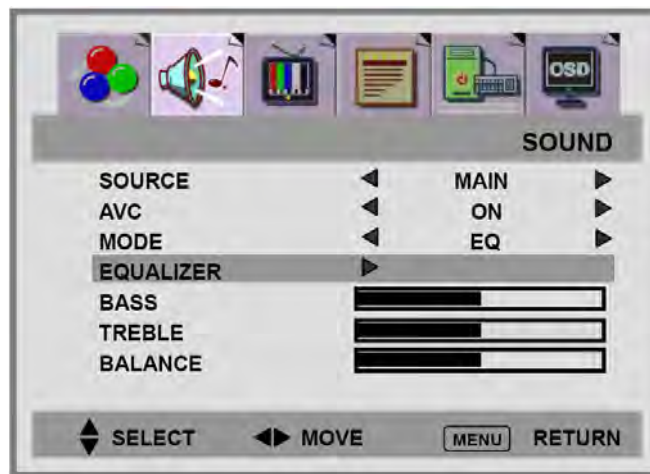 OSD
SOUND
SOURCE MAIN
AVC ON
MODE EQ
EQUALIZER
BASS
TREBLE
BALANCE
SELECT MOVE MENU RETURN